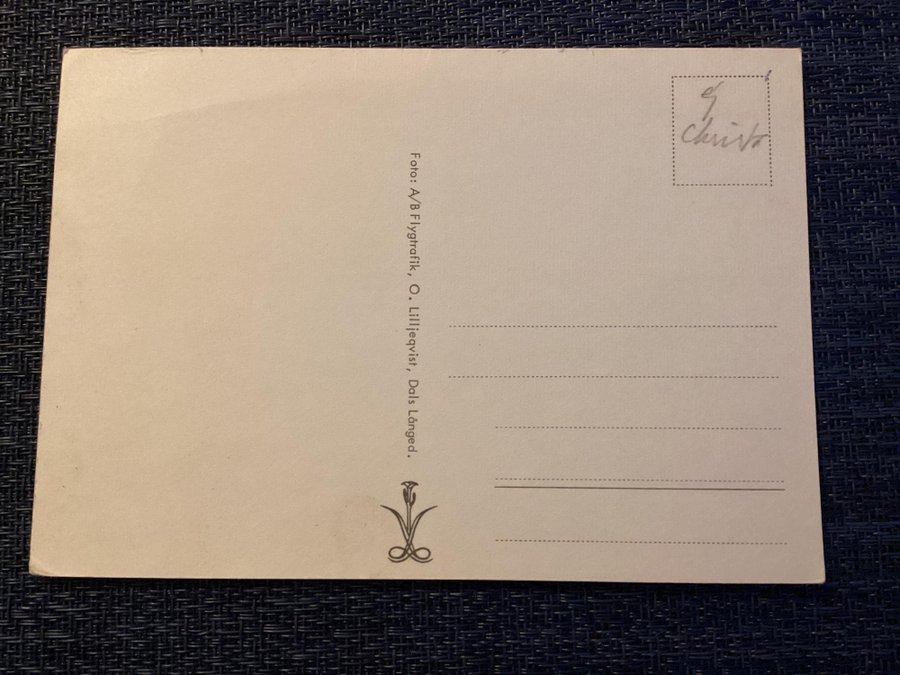 Foto: A/B Flygtrafik, O. Lilljeqvist, Dals Långed.